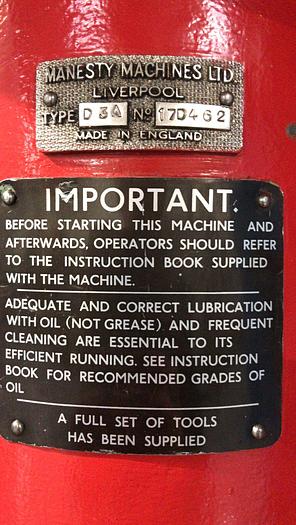 MANESTY MACHINES LTD.
LIVERPOOL
TYPE D 3A Nº 17D462
MADE IN ENGLAND
IMPORTANT.
BEFORE STARTING THIS MACHINE AND
AFTERWARDS, OPERATORS SHOULD REFER
TO THE INSTRUCTION BOOK SUPPLIED
WITH THE MACHINE.
ADEQUATE AND CORRECT LUBRICATION
WITH OIL (NOT GREASE) AND FREQUENT
CLEANING ARE ESSENTIAL TO ITS
EFFICIENT RUNNING. SEE INSTRUCTION
BOOK FOR RECOMMENDED GRADES OF
OIL
A FULL SET OF TOOLS
HAS BEEN SUPPLIED